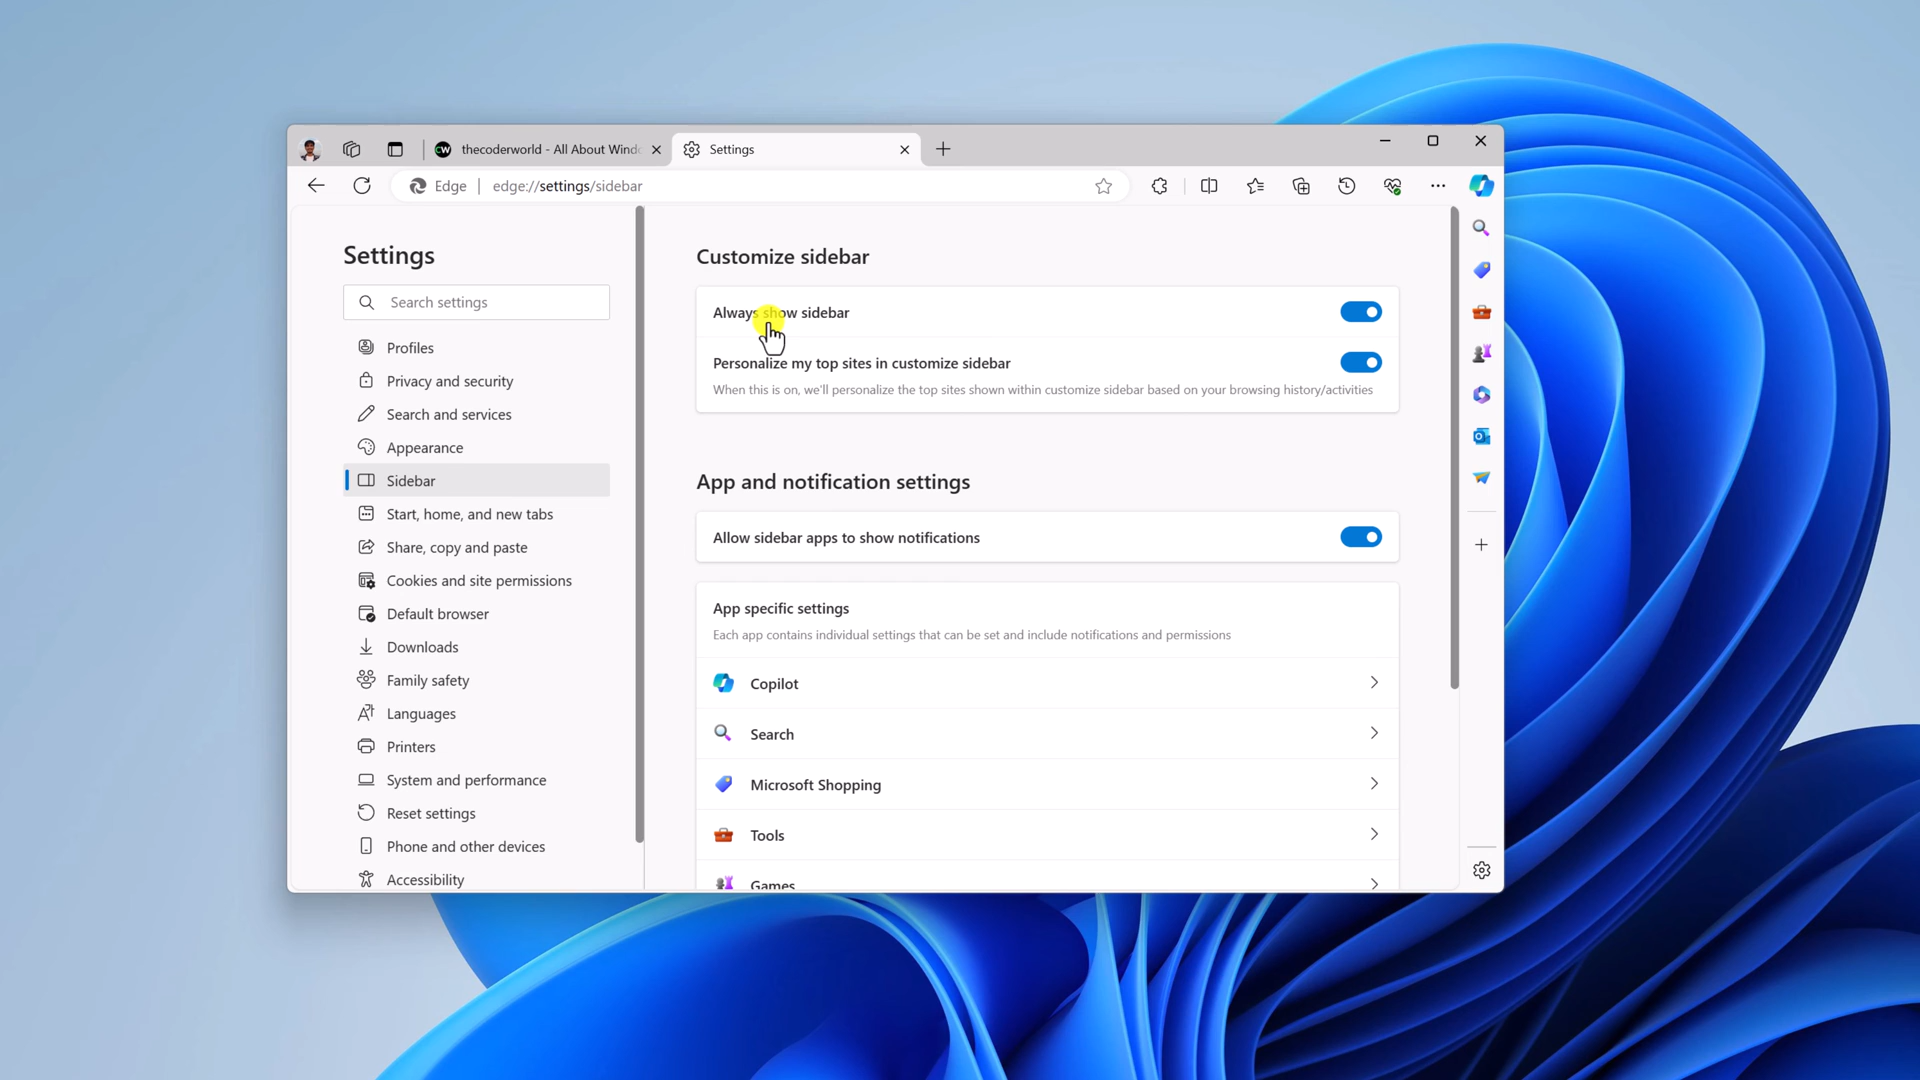 CW thecoderworld - All About Windo
Settings
Edge edge://settings/sidebar
Settings
Search settings
Profiles
Privacy and security
Search and services
Appearance
Sidebar
Start, home, and new tabs
Share, copy and paste
Cookies and site permissions
Default browser
Downloads
Family safety
Languages
Printers
System and performance
Reset settings
Phone and other devices
Accessibility
Customize sidebar
Always show sidebar
Personalize my top sites in customize sidebar
When this is on, we'll personalize the top sites shown within customize sidebar based on your browsing history/activities
App and notification settings
Allow sidebar apps to show notifications
App specific settings
Each app contains individual settings that can be set and include notifications and permissions
Copilot
Search
Microsoft Shopping
Tools
Games